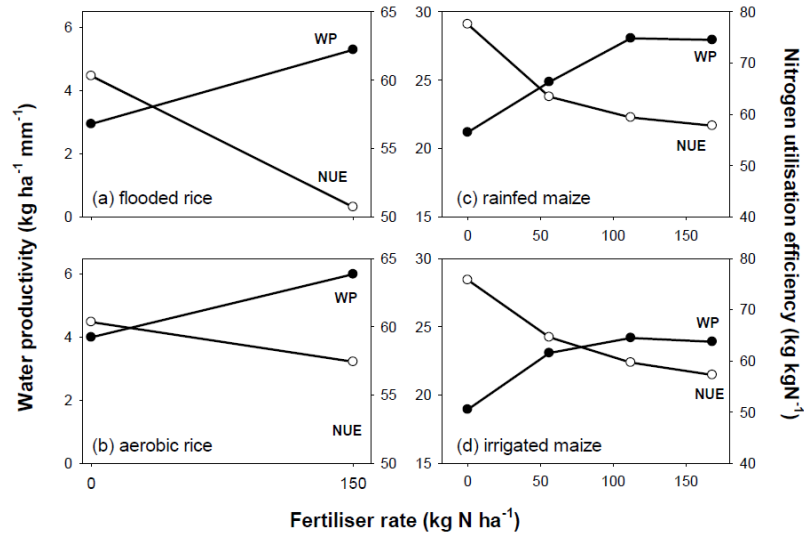 65
6
WP
60
4
2
55
NUE
(a) flooded rice
0
50
30
80
WP
70
25
60
20
NUE
50
(c) rainfed maize
15
40
0
50
100
150
65
6
WP
60
4
55
2
NUE
(b) aerobic rice
0
50
0
150
30
80
70
25
WP
60
20
NUE
50
(d) irrigated maize
15
40
0
50
100
150
Water productivity (kg ha⁻¹ mm⁻¹)
Nitrogen utilisation
efficiency (kg kgN⁻¹)
Fertiliser rate (kg N ha⁻¹)